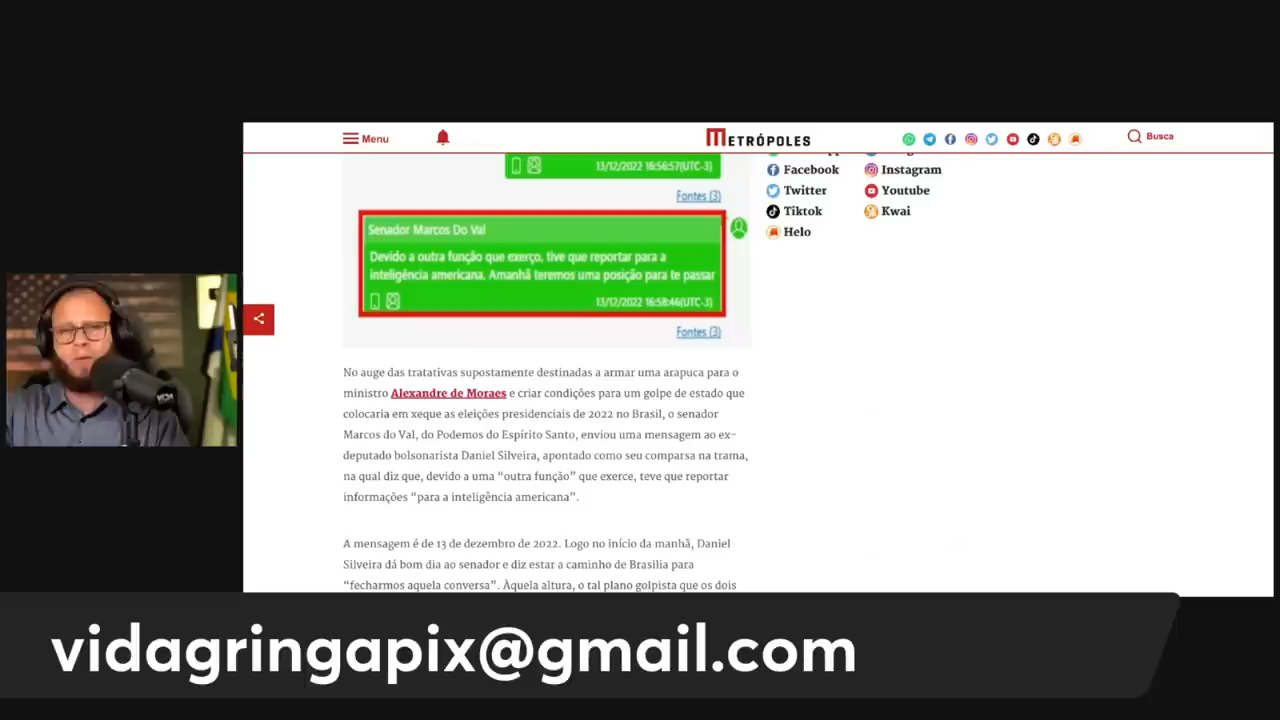 Menu
METRÓPOLES
Busca
13/12/2022 16:56:57(UTC-3)
Fontes (3)
Senador Marcos Do Val
Devido a outra função que exerço, tive que reportar para a
inteligência americana. Amanhã teremos uma posição para te passar
13/12/2022 16:58:46(UTC-3)
Fontes (3)
Facebook
Instagram
Twitter
Youtube
Tiktok
Kwai
Helo
No auge das tratativas supostamente destinadas a armar uma arapuca para o
ministro Alexandre de Moraes e criar condições para um golpe de estado que
colocaria em xeque as eleições presidenciais de 2022 no Brasil, o senador
Marcos do Val, do Podemos do Espírito Santo, enviou uma mensagem ao ex-
deputado bolsonarista Daniel Silveira, apontado como seu comparsa na trama,
na qual diz que, devido a uma “outra função” que exerce, teve que reportar
informações “para a inteligência americana”.
A mensagem é de 13 de dezembro de 2022. Logo no início da manhã, Daniel
Silveira dá bom dia ao senador e diz estar a caminho de Brasilia para
“fecharmos aquela conversa”. Àquela altura, o tal plano golpista que os dois
vidagringapix@gmail.com